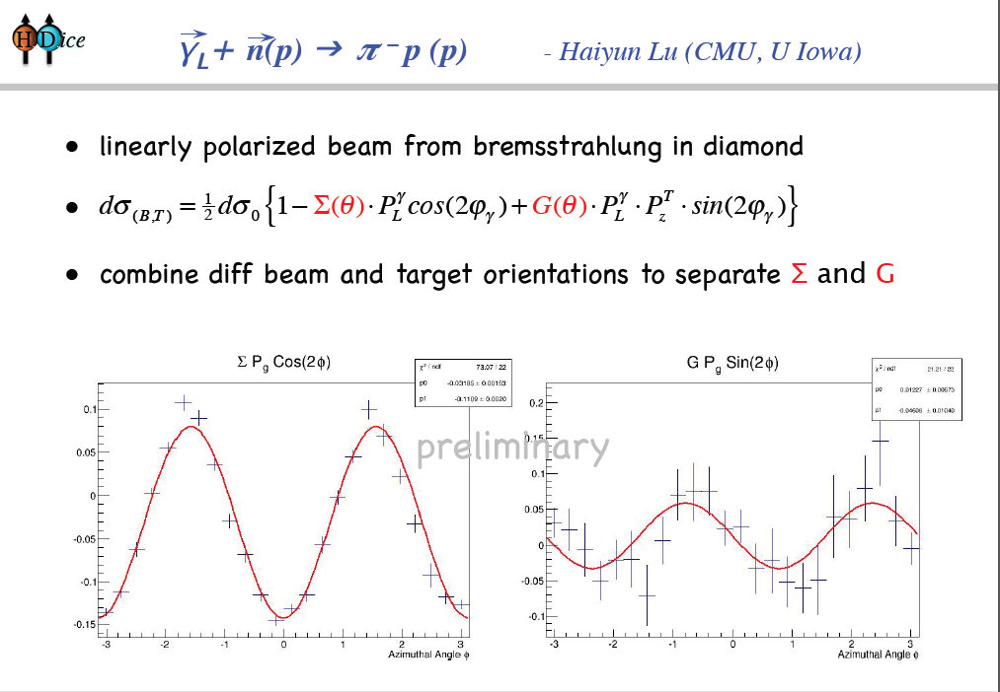 HDice
γ_L + n(p) → π⁻p (p) - Haiyun Lu (CMU, U Iowa)
• linearly polarized beam from bremsstrahlung in diamond
• dσ_(B,T) = ½ dσ₀ {1− Σ(θ)· P_L^γ cos(2φ_γ)+ G(θ)· P_L^γ · P_z^T · sin(2φ_γ)}
• combine diff beam and target orientations to separate Σ and G
Σ P_g Cos(2ϕ)
χ² / ndf 73.07 / 22
p0 -0.03165 ± 0.00153
p1 -0.1109 ± 0.0020
0.1
0.05
0
-0.05
-0.1
-0.15
-3 -2 -1 0 1 2 3
Azimuthal Angle ϕ
preliminary
G P_g Sin(2ϕ)
χ² / ndf 21.21 / 22
p0 0.01227 ± 0.00573
p1 -0.04606 ± 0.01040
0.2
0.15
0.1
0.05
0
-0.05
-0.1
-3 -2 -1 0 1 2 3
Azimuthal Angle ϕ